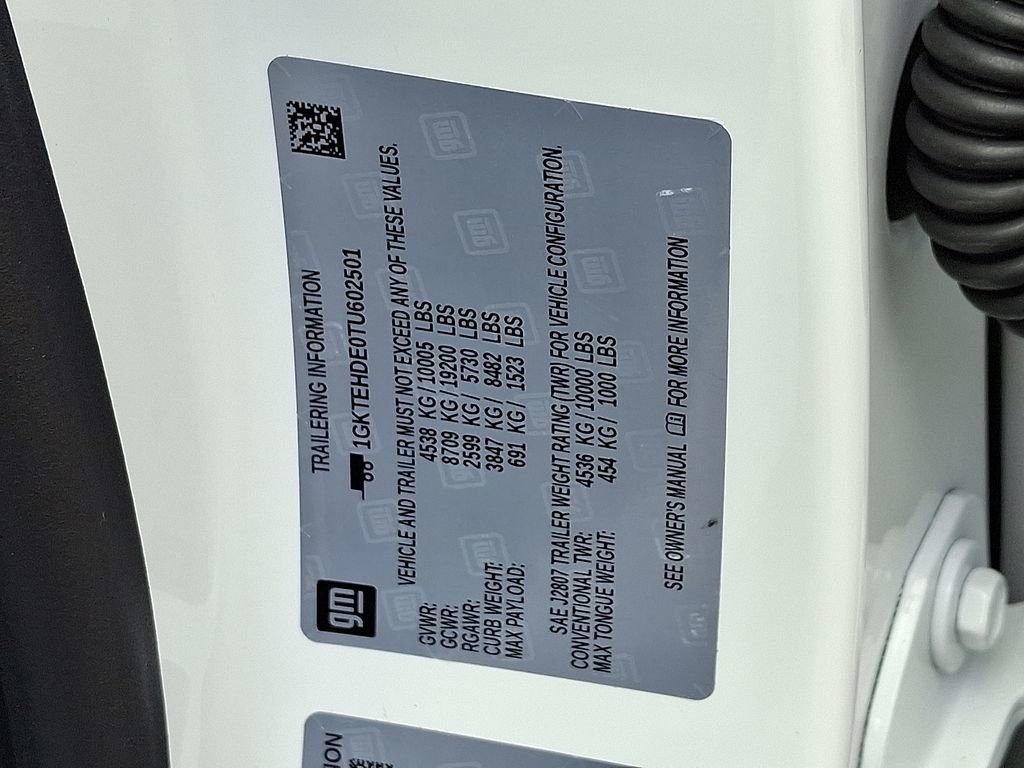 gm
TRAILERING INFORMATION
1GKTEHDE0TU602501
VEHICLE AND TRAILER MUST NOT EXCEED ANY OF THESE VALUES.
GVWR: 4538 KG / 10005 LBS
GCWR: 8709 KG / 19200 LBS
RGAWR: 2599 KG / 5730 LBS
CURB WEIGHT: 3847 KG / 8482 LBS
MAX PAYLOAD: 691 KG / 1523 LBS
SAE J2807 TRAILER WEIGHT RATING (TWR) FOR VEHICLE CONFIGURATION.
CONVENTIONAL TWR: 4536 KG / 10000 LBS
MAX TONGUE WEIGHT: 454 KG / 1000 LBS
SEE OWNER'S MANUAL FOR MORE INFORMATION